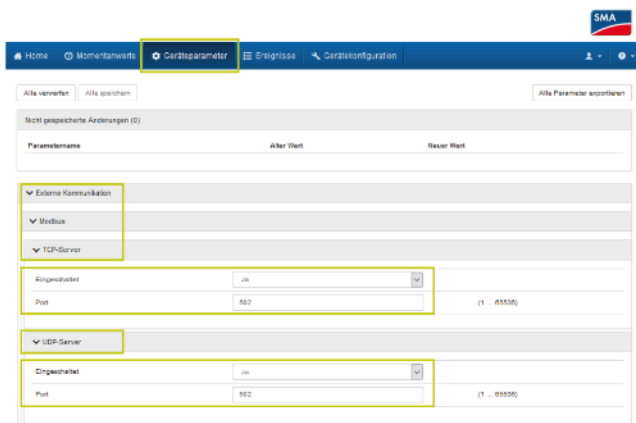 SMA
Home Momentanwerte Geräteparameter Ereignisse Gerätekonfiguration
Alle verwerfen Alle speichern Alle Parameter exportieren
Nicht gespeicherte Änderungen (0)
Parametername Alter Wert Neuer Wert
Externe Kommunikation
Modbus
TCP-Server
Eingeschaltet Ja
Port 502 (1 ... 65535)
UDP-Server
Eingeschaltet Ja
Port 502 (1 ... 65535)